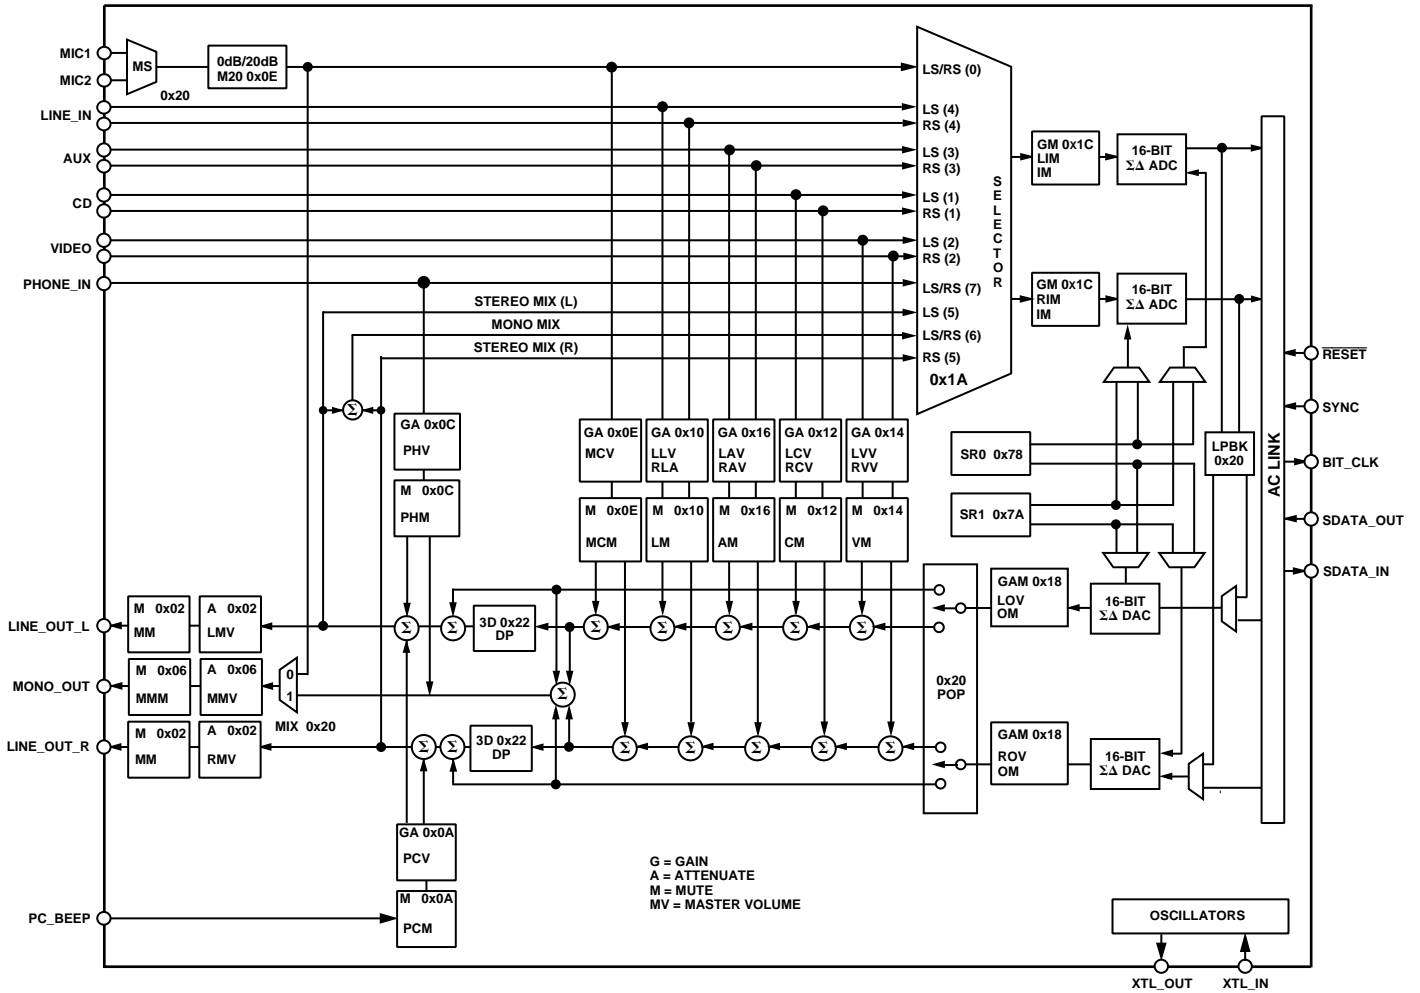 MIC1
MIC2
MS
0x20
0dB/20dB
M20 0x0E
LINE_IN
AUX
CD
VIDEO
PHONE_IN
STEREO MIX (L)
MONO MIX
STEREO MIX (R)
LS/RS (0)
LS (4)
RS (4)
LS (3)
RS (3)
LS (1)
RS (1)
LS (2)
RS (2)
LS/RS (7)
LS (5)
LS/RS (6)
RS (5)
0x1A
SELECTOR
GM 0x1C
LIM
IM
16-BIT
ΣΔ ADC
GM 0x1C
RIM
IM
16-BIT
ΣΔ ADC
RESET
SYNC
BIT_CLK
SDATA_OUT
SDATA_IN
AC LINK
LPBK
0x20
SR0 0x78
SR1 0x7A
Σ
GA 0x0C
PHV
M 0x0C
PHM
GA 0x0E
MCV
GA 0x10
LLV
RLA
GA 0x16
LAV
RAV
GA 0x12
LCV
RCV
GA 0x14
LVV
RVV
M 0x0E
MCM
M 0x10
LM
M 0x16
AM
M 0x12
CM
M 0x14
VM
LINE_OUT_L
M 0x02
MM
A 0x02
LMV
Σ
Σ
3D 0x22
DP
Σ
Σ
Σ
Σ
Σ
GAM 0x18
LOV
OM
16-BIT
ΣΔ DAC
MONO_OUT
M 0x06
MMM
A 0x06
MMV
0
1
MIX 0x20
Σ
0x20
POP
LINE_OUT_R
M 0x02
MM
A 0x02
RMV
Σ
Σ
3D 0x22
DP
Σ
Σ
Σ
Σ
Σ
GAM 0x18
ROV
OM
16-BIT
ΣΔ DAC
GA 0x0A
PCV
M 0x0A
PCM
PC_BEEP
G = GAIN
A = ATTENUATE
M = MUTE
MV = MASTER VOLUME
OSCILLATORS
XTL_OUT
XTL_IN